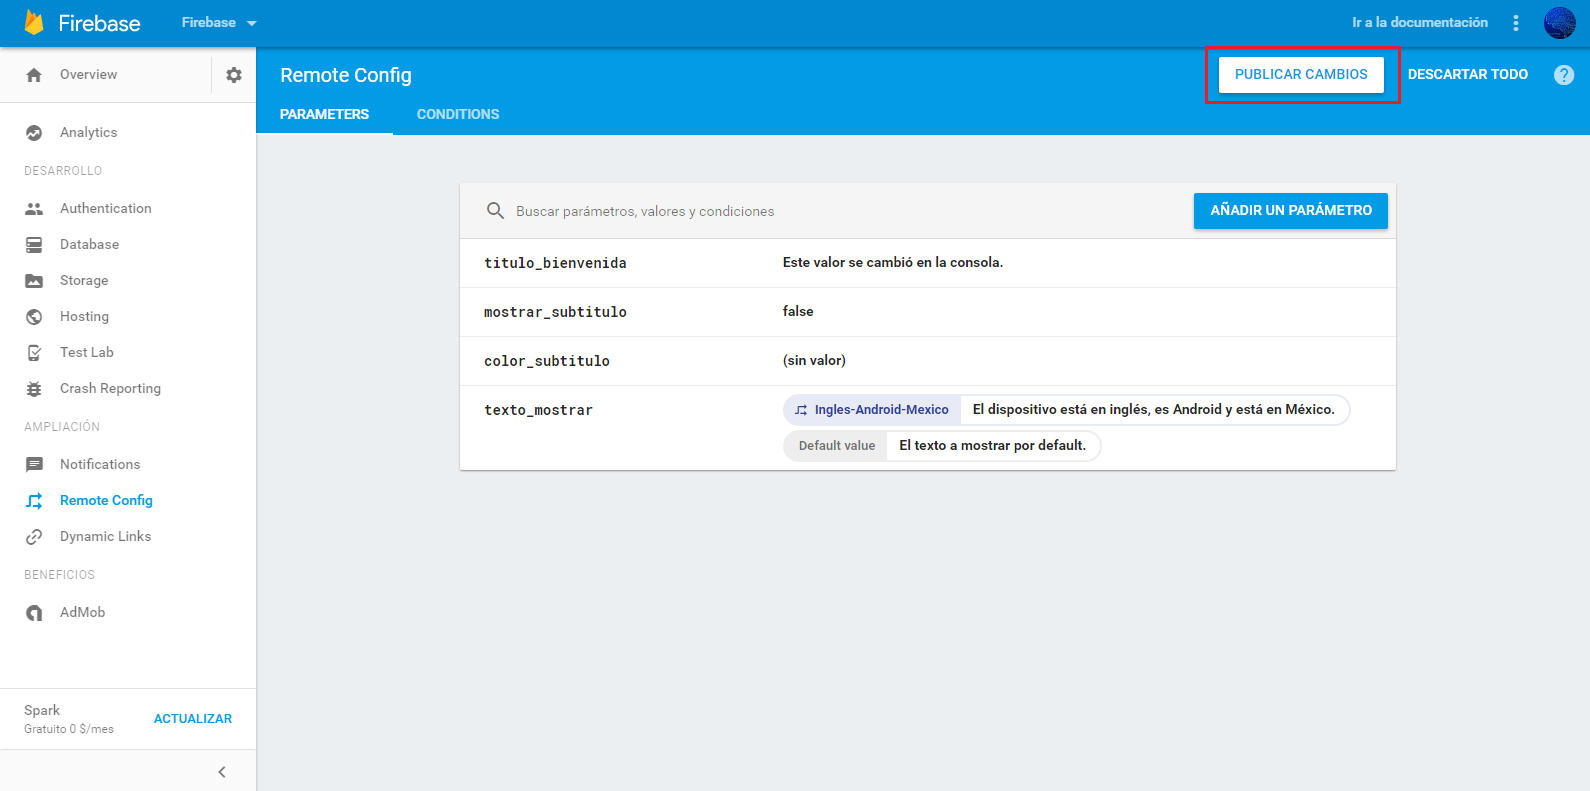 Firebase
Firebase
Ir a la documentación
Overview
Analytics
DESARROLLO
Authentication
Database
Storage
Hosting
Test Lab
Crash Reporting
AMPLIACIÓN
Notifications
Remote Config
Dynamic Links
BENEFICIOS
AdMob
Spark
Gratuito 0 $/mes
ACTUALIZAR
Remote Config
PUBLICAR CAMBIOS
DESCARTAR TODO
?
PARAMETERS
CONDITIONS
Buscar parámetros, valores y condiciones
AÑADIR UN PARÁMETRO
titulo_bienvenida
Este valor se cambió en la consola.
mostrar_subtitulo
false
color_subtitulo
(sin valor)
texto_mostrar
Ingles-Android-Mexico
El dispositivo está en inglés, es Android y está en México.
Default value
El texto a mostrar por default.